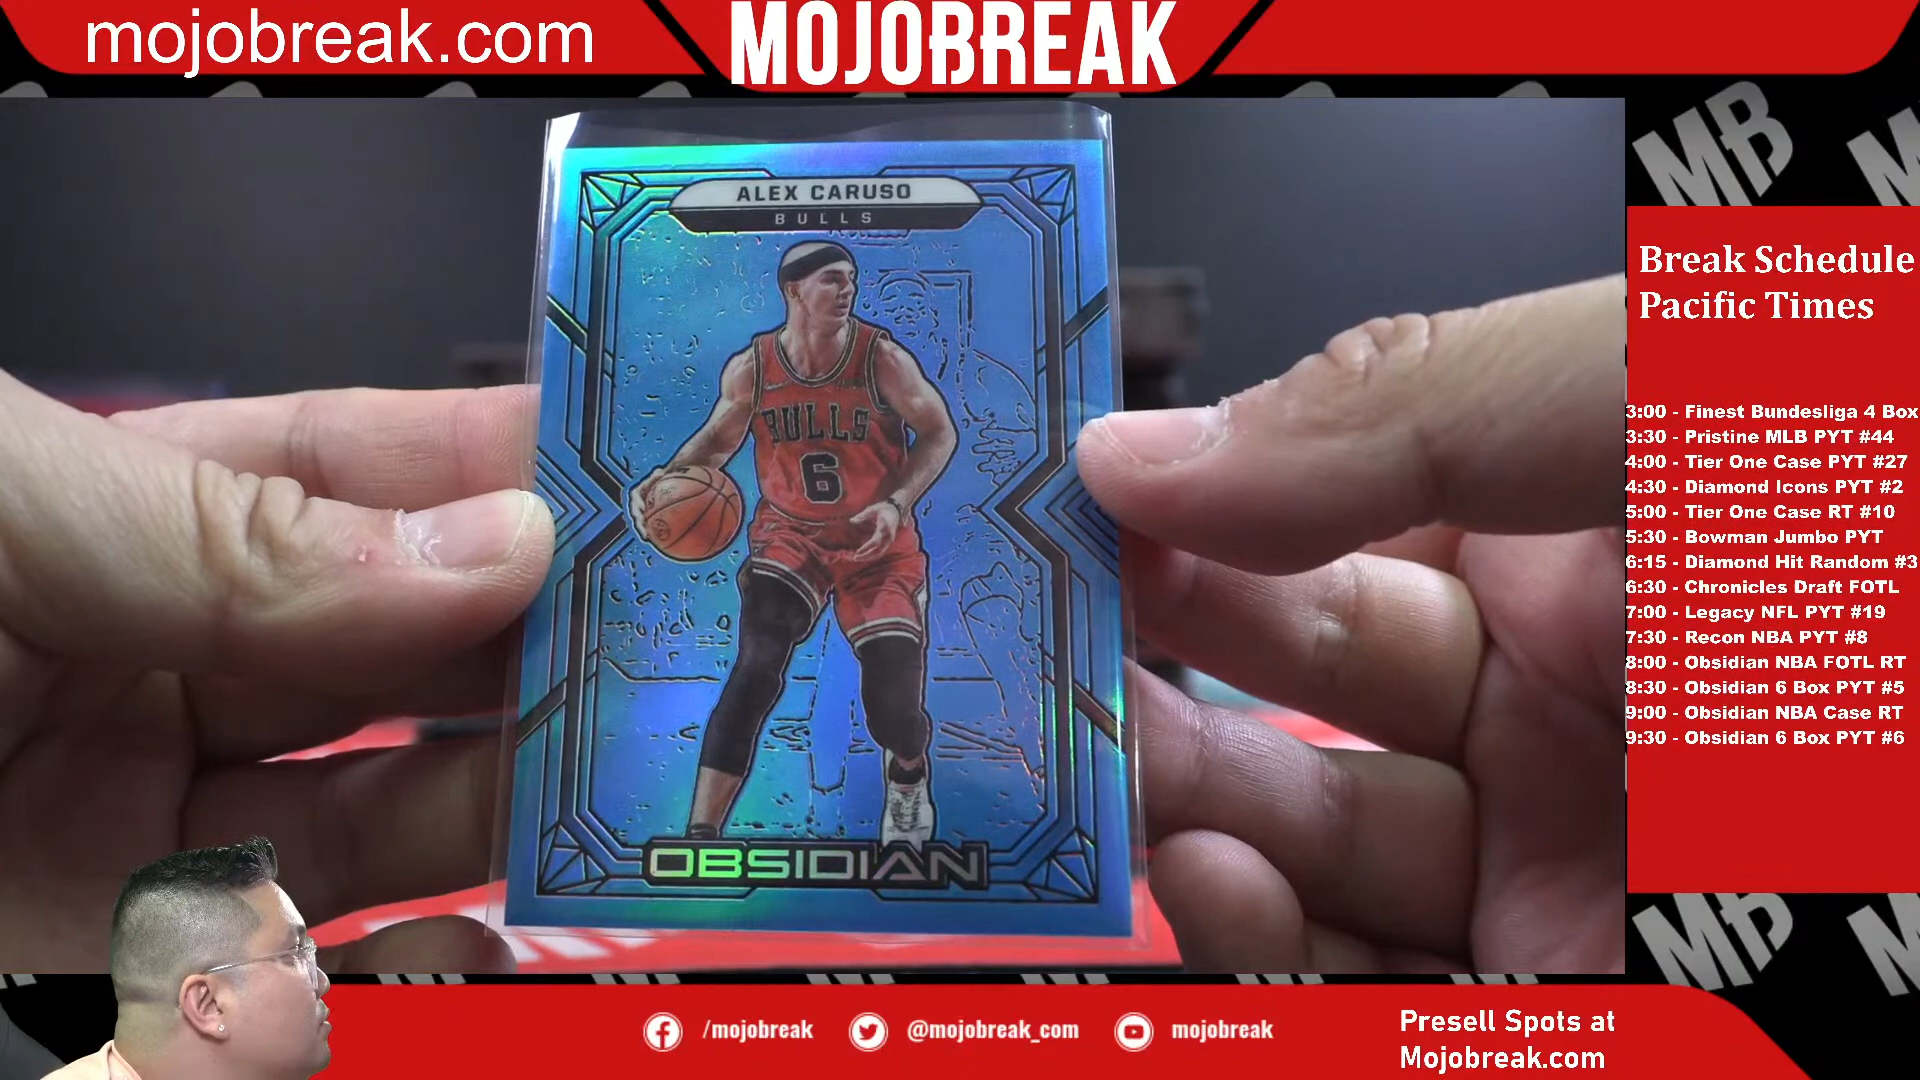 mojobreak.com
MOJOBREAK
ALEX CARUSO
BULLS
BULLS
6
OBSIDIAN
MB
Break Schedule
Pacific Times
3:00 - Finest Bundesliga 4 Box
3:30 - Pristine MLB PYT #44
4:00 - Tier One Case PYT #27
4:30 - Diamond Icons PYT #2
5:00 - Tier One Case RT #10
5:30 - Bowman Jumbo PYT
6:15 - Diamond Hit Random #3
6:30 - Chronicles Draft FOTL
7:00 - Legacy NFL PYT #19
7:30 - Recon NBA PYT #8
8:00 - Obsidian NBA FOTL RT
8:30 - Obsidian 6 Box PYT #5
9:00 - Obsidian NBA Case RT
9:30 - Obsidian 6 Box PYT #6
MB
/mojobreak
@mojobreak_com
mojobreak
Presell Spots at
Mojobreak.com